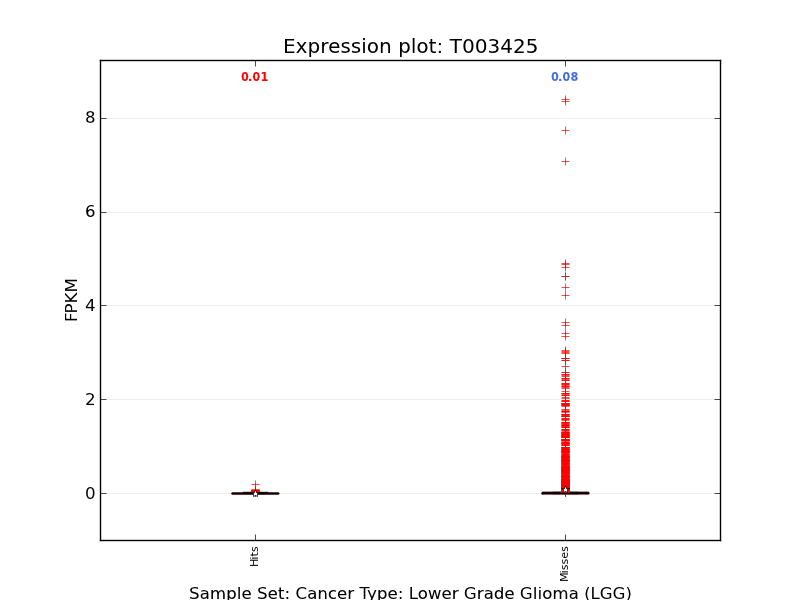 Expression plot: T003425
0.01
0.08
8
6
4
2
0
FPKM
Hits
Misses
Sample Set: Cancer Type: Lower Grade Glioma (LGG)